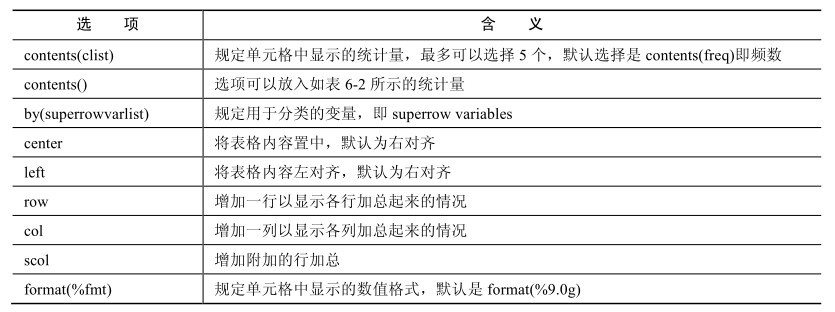 选 项 含 义
contents(clist) 规定单元格中显示的统计量，最多可以选择 5 个，默认选择是 contents(freq)即频数
contents() 选项可以放入如表 6-2 所示的统计量
by(superrowvarlist) 规定用于分类的变量，即 superrow variables
center 将表格内容置中，默认为右对齐
left 将表格内容左对齐，默认为右对齐
row 增加一行以显示各行加总起来的情况
col 增加一列以显示各列加总起来的情况
scol 增加附加的行加总
format(%fmt) 规定单元格中显示的数值格式，默认是 format(%9.0g)